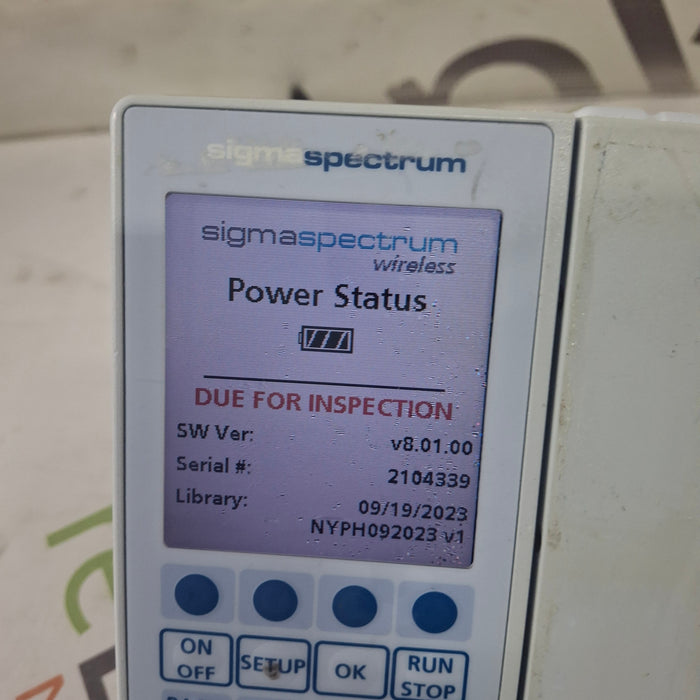 sigmaspectrum
sigmaspectrum
wireless
Power Status
DUE FOR INSPECTION
SW Ver: v8.01.00
Serial #: 2104339
Library: 09/19/2023
NYPH092023 v1
ON OFF
SETUP
OK
RUN STOP